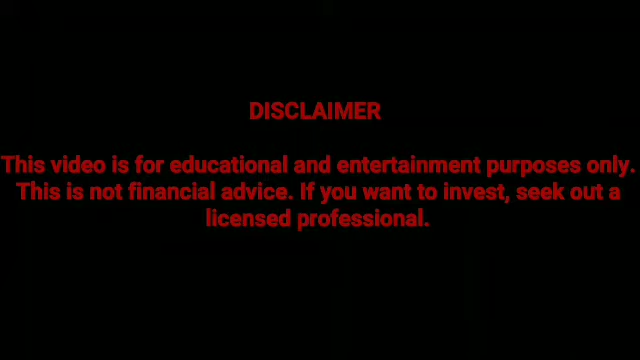 DISCLAIMER
This video is for educational and entertainment purposes only.
This is not financial advice. If you want to invest, seek out a
licensed professional.